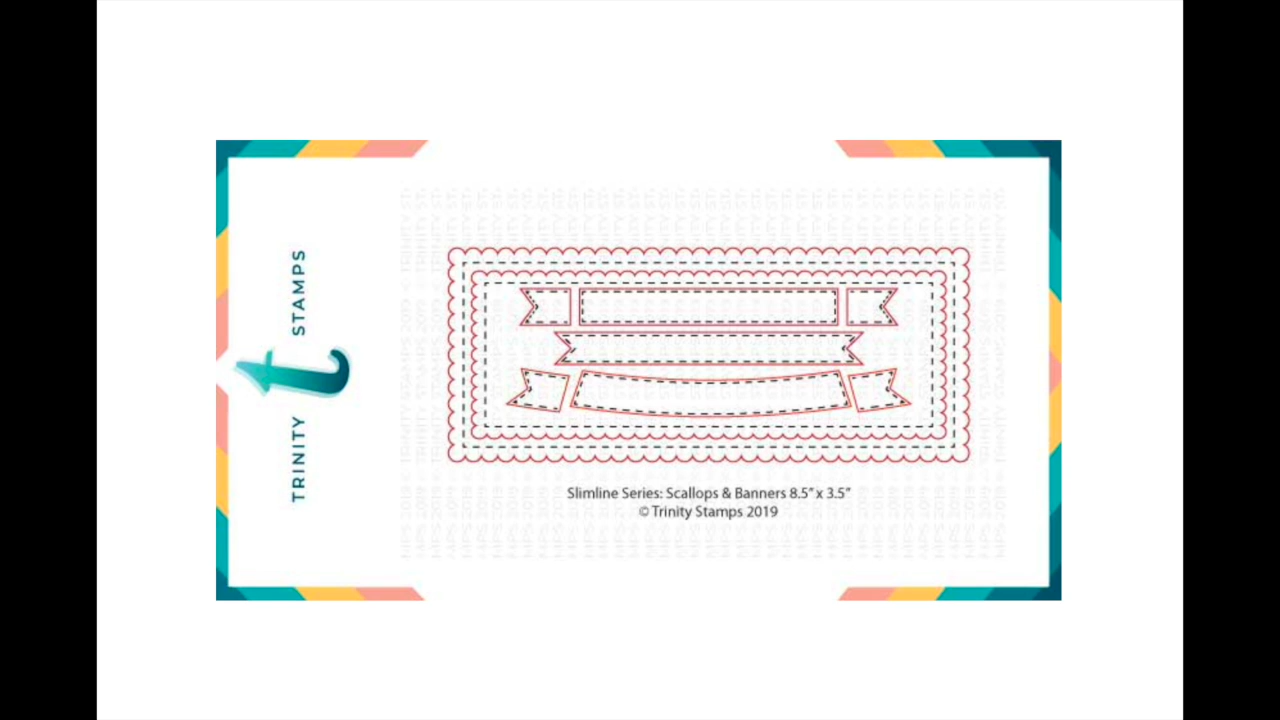 TRINITY STAMPS
t
Slimline Series: Scallops & Banners 8.5” x 3.5”
© Trinity Stamps 2019